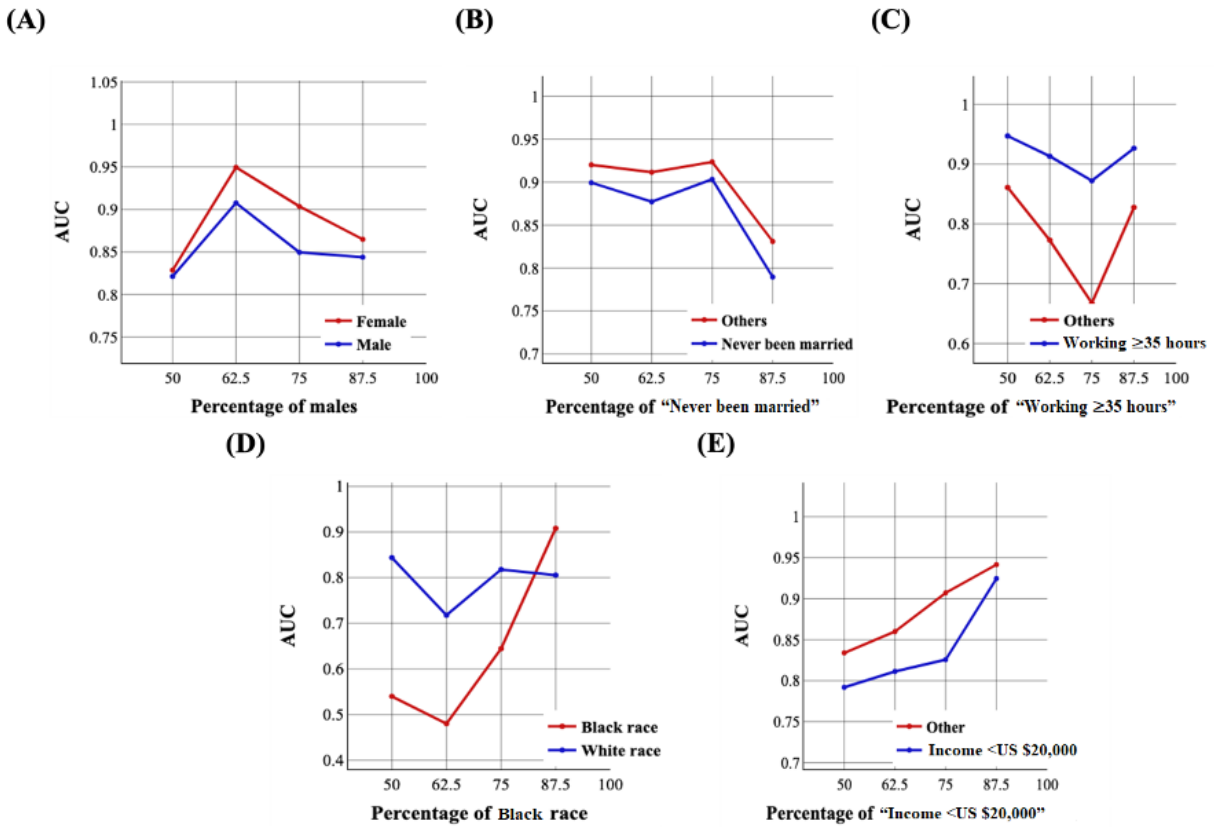 (A)
1.05
1
0.95
0.9
0.85
0.8
0.75
AUC
Female
Male
50 62.5 75 87.5 100
Percentage of males
(B)
1
0.95
0.9
0.85
0.8
0.75
0.7
AUC
Others
Never been married
50 62.5 75 87.5 100
Percentage of “Never been married”
(C)
1
0.9
0.8
0.7
0.6
AUC
Others
Working ≥35 hours
50 62.5 75 87.5 100
Percentage of “Working ≥35 hours”
(D)
1
0.9
0.8
0.7
0.6
0.5
0.4
AUC
Black race
White race
50 62.5 75 87.5 100
Percentage of Black race
(E)
1
0.95
0.9
0.85
0.8
0.75
0.7
AUC
Other
Income <US $20,000
50 62.5 75 87.5 100
Percentage of “Income <US $20,000”